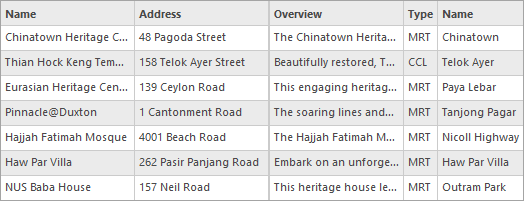 Name Address Overview Type Name
Chinatown Heritage C... 48 Pagoda Street The Chinatown Herita... MRT Chinatown
Thian Hock Keng Tem... 158 Telok Ayer Street Beautifully restored, T... CCL Telok Ayer
Eurasian Heritage Cen... 139 Ceylon Road This engaging heritag... MRT Paya Lebar
Pinnacle@Duxton 1 Cantonment Road The soaring lines and... MRT Tanjong Pagar
Hajjah Fatimah Mosque 4001 Beach Road The Hajjah Fatimah M... MRT Nicoll Highway
Haw Par Villa 262 Pasir Panjang Road Embark on an unforge... MRT Haw Par Villa
NUS Baba House 157 Neil Road This heritage house le... MRT Outram Park